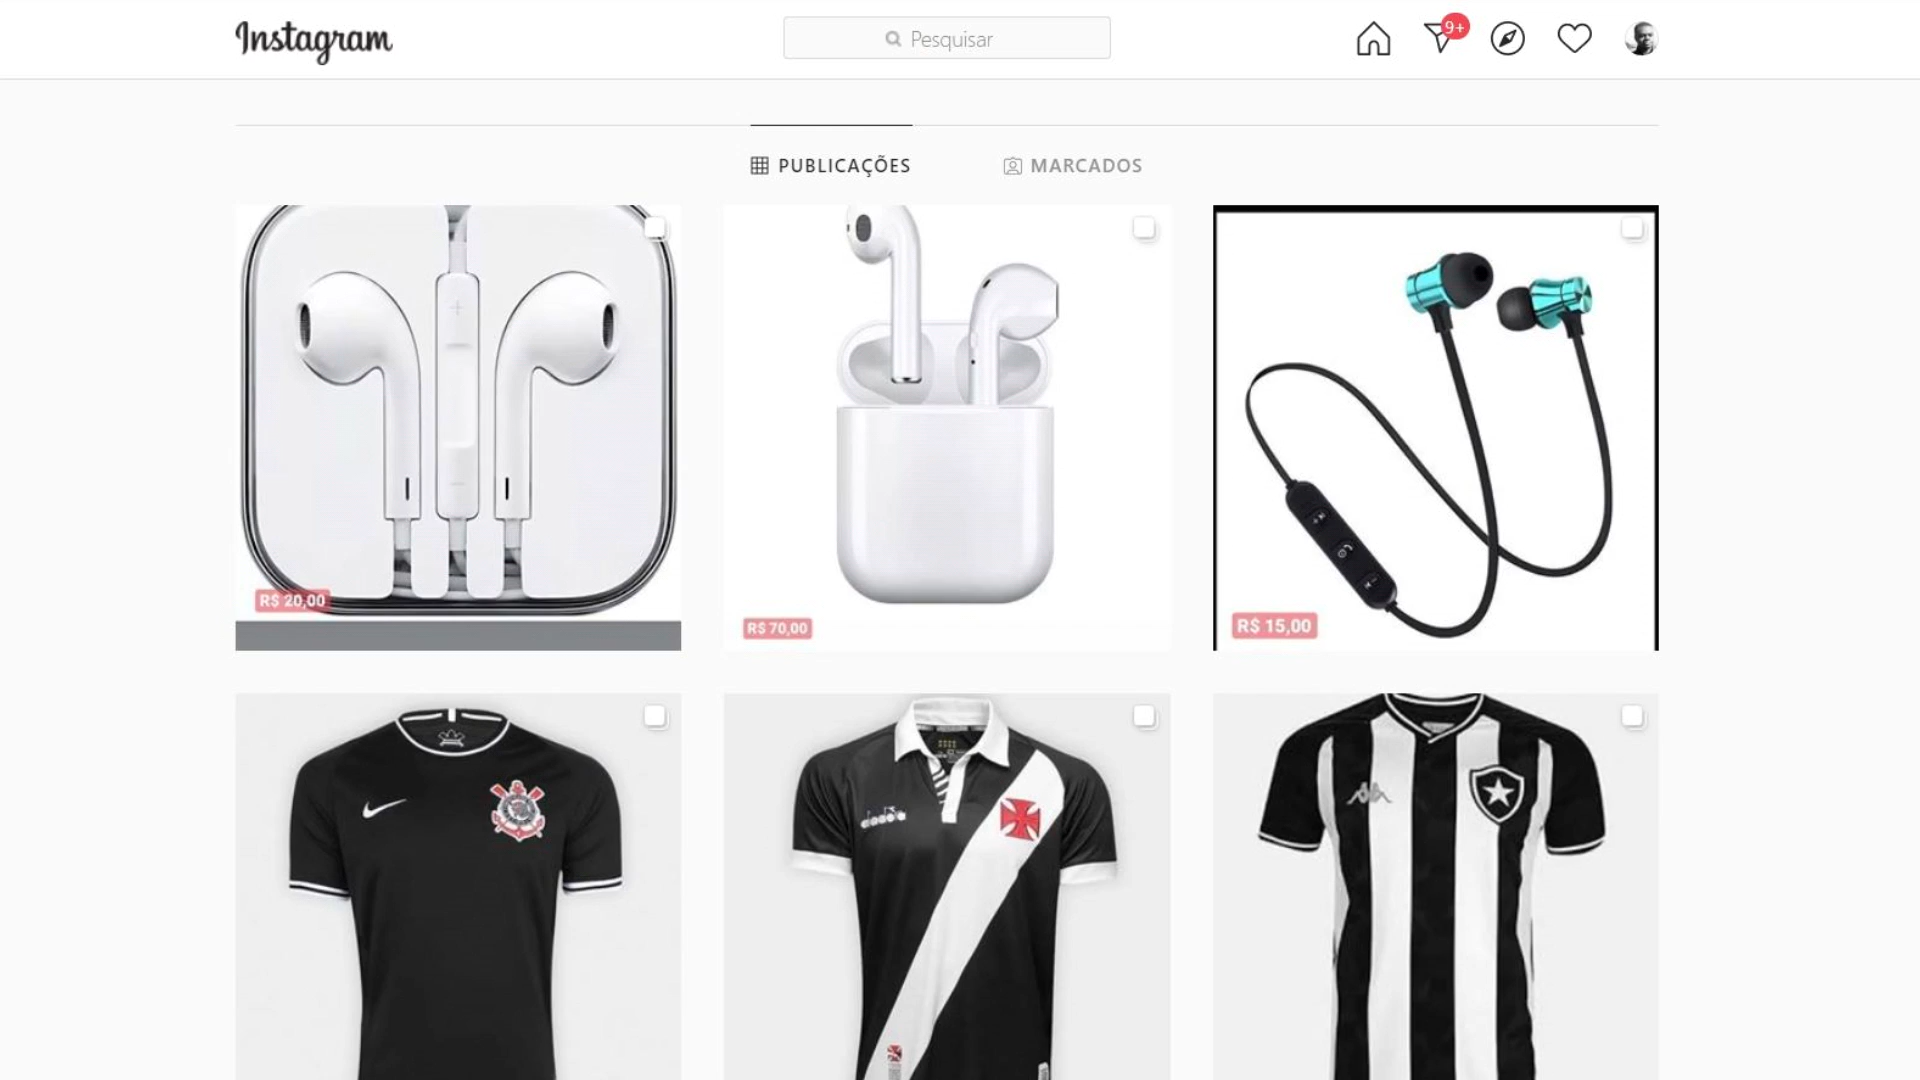 Instagram
Pesquisar
9+
PUBLICAÇÕES
MARCADOS
R$ 20,00
R$ 70,00
R$ 15,00
diadora